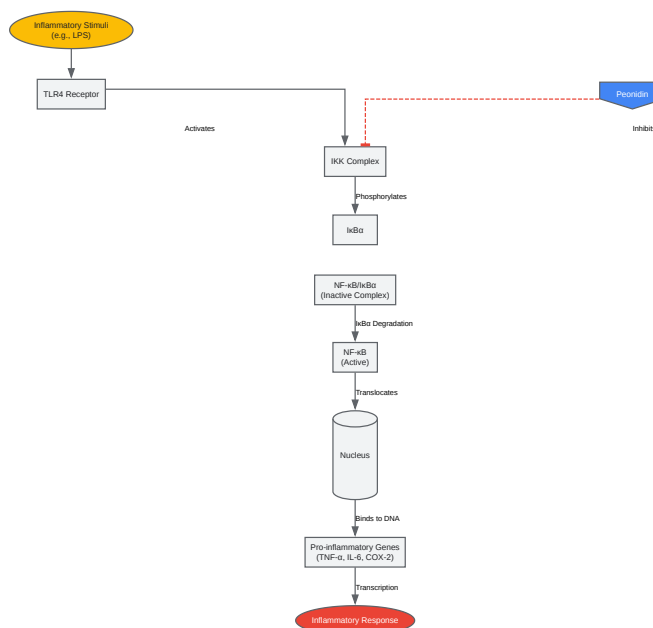 Inflammatory Stimuli
(e.g., LPS)
TLR4 Receptor
Peonidin
Activates
Inhibit
IKK Complex
Phosphorylates
IκBα
NF-κB/IκBα
(Inactive Complex)
IκBα Degradation
NF-κB
(Active)
Translocates
Nucleus
Binds to DNA
Pro-inflammatory Genes
(TNF-α, IL-6, COX-2)
Transcription
Inflammatory Response